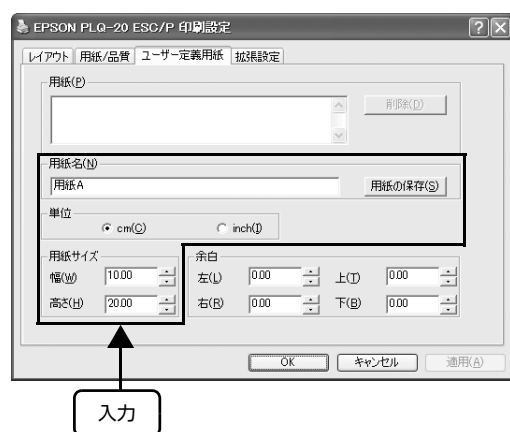 EPSON PLQ-20 ESC/P 印刷設定
レイアウト 用紙/品質 ユーザー定義用紙 拡張設定
用紙(P)
削除(D)
用紙名(N)
用紙A 用紙の保存(S)
単位
cm(C) inch(I)
用紙サイズ 余白
幅(W) 10.00 左(L) 0.00 上(T) 0.00
高さ(H) 20.00 右(R) 0.00 下(B) 0.00
OK キャンセル 適用(A)
入力